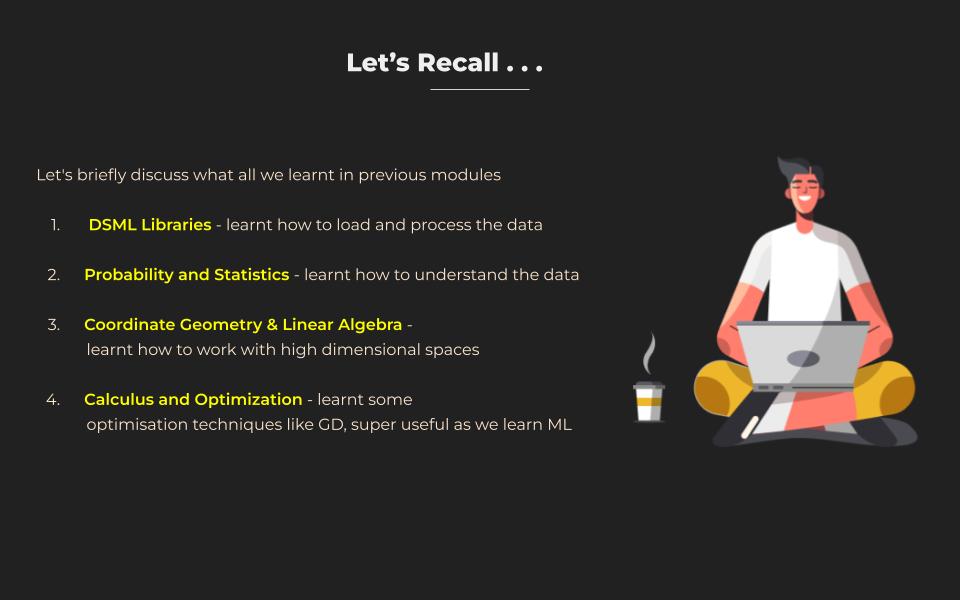 Let’s Recall . . .
Let's briefly discuss what all we learnt in previous modules
1. DSML Libraries - learnt how to load and process the data
2. Probability and Statistics - learnt how to understand the data
3. Coordinate Geometry & Linear Algebra -
learnt how to work with high dimensional spaces
4. Calculus and Optimization - learnt some
optimisation techniques like GD, super useful as we learn ML